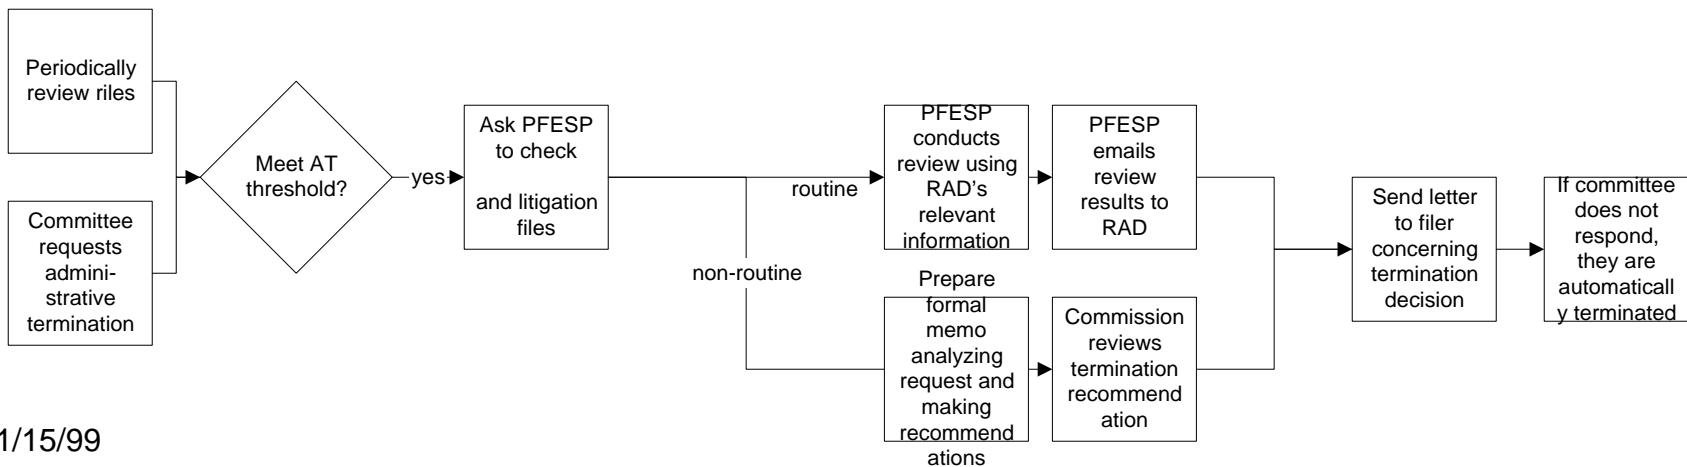 Periodically
review riles
Committee
requests
admini-
strative
termination
Meet AT
threshold?
yes
Ask PFESP
to check
and litigation
files
routine
non-routine
PFESP
conducts
review using
RAD's
relevant
information
PFESP
emails
review
results to
RAD
Prepare
formal
memo
analyzing
request and
making
recommend
ations
Commission
reviews
termination
recommend
ation
Send letter
to filer
concerning
termination
decision
If committee
does not
respond,
they are
automaticall
y terminated
1/15/99